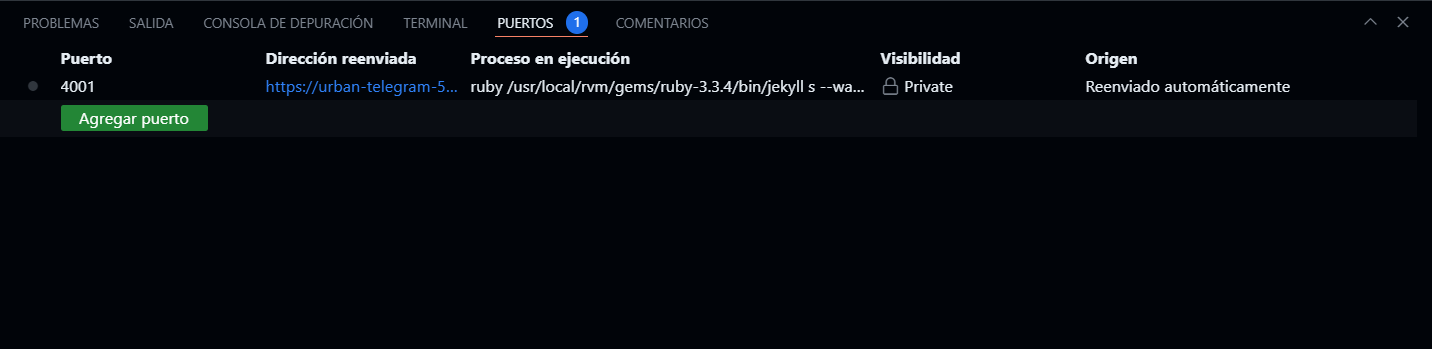 PROBLEMAS SALIDA CONSOLA DE DEPURACIÓN TERMINAL PUERTOS 1 COMENTARIOS
Puerto Dirección reenviada Proceso en ejecución Visibilidad Origen
4001 https://urban-telegram-5... ruby /usr/local/rvm/gems/ruby-3.3.4/bin/jekyll s --wa... Private Reenviado automáticamente
Agregar puerto